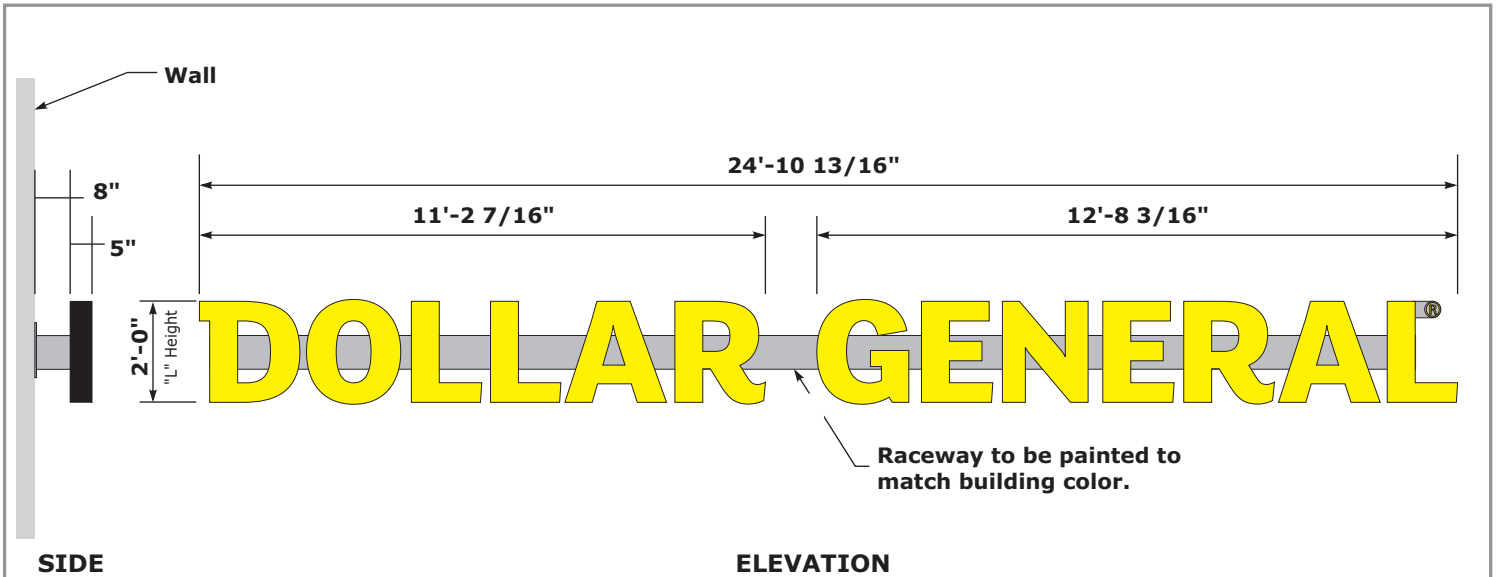 Wall
24'-10 13/16"
8"
11'-2 7/16"
12'-8 3/16"
5"
2'-0"
"L" Height
DOLLAR GENERAL®
Raceway to be painted to
match building color.
SIDE
ELEVATION